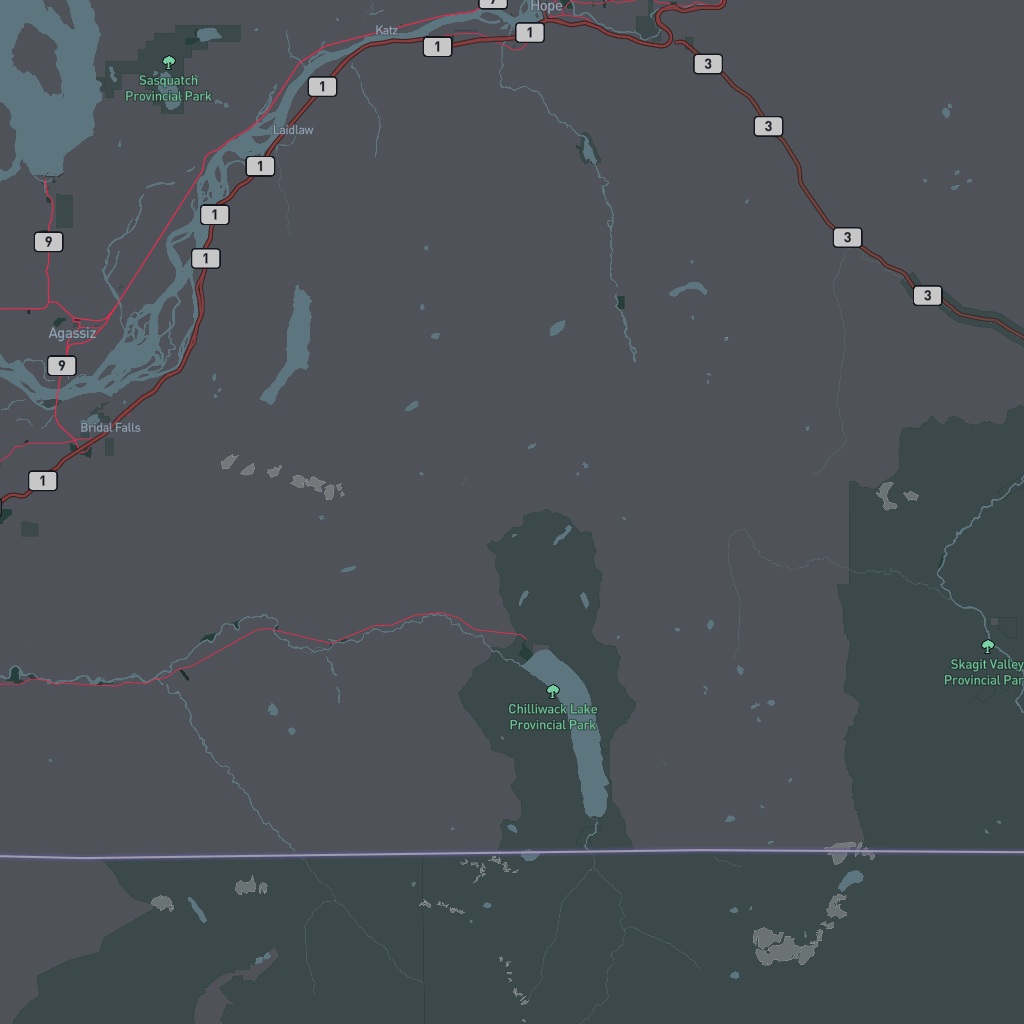 7
Hope
1
Katz
1
3
Sasquatch
Provincial Park
1
3
Laidlaw
1
1
9
3
1
3
Agassiz
9
Bridal Falls
1
Skagit Valley
Provincial Par
Chilliwack Lake
Provincial Park